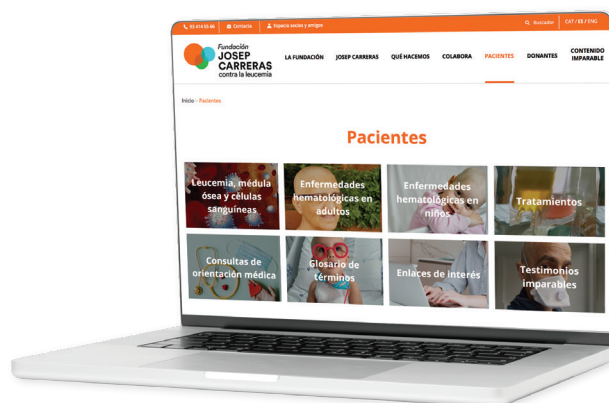 93 414 55 66 Contacta Espacio socios y amigos Buscador CAT / ES / ENG
Fundación
JOSEP
CARRERAS
contra la leucemia
LA FUNDACIÓN JOSEP CARRERAS QUÉ HACEMOS COLABORA PACIENTES DONANTES CONTENIDO
IMPARABLE
Inicio - Pacientes
Pacientes
Leucemia, médula
ósea y células
sanguíneas
Enfermedades
hematológicas en
adultos
Enfermedades
hematológicas en
niños
Tratamientos
Consultas de
orientación médica
Glosario de
términos
Enlaces de interés
Testimonios
imparables